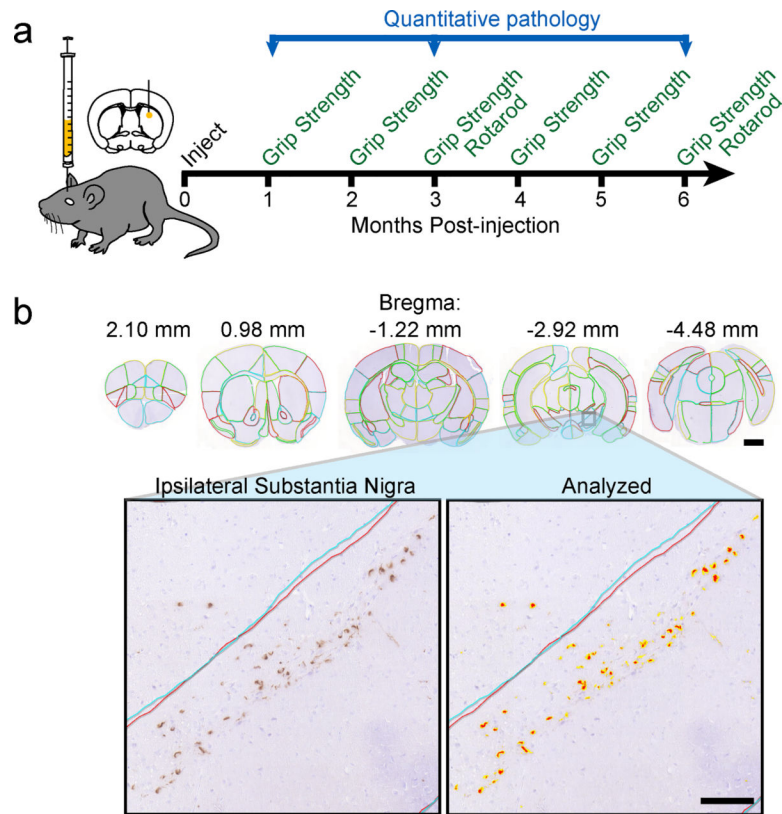 a
Quantitative pathology
Inject
Grip Strength
Grip Strength
Grip Strength
Rotarod
Grip Strength
Grip Strength
Grip Strength
Rotarod
0 1 2 3 4 5 6
Months Post-injection
b
Bregma:
2.10 mm 0.98 mm -1.22 mm -2.92 mm -4.48 mm
Ipsilateral Substantia Nigra Analyzed